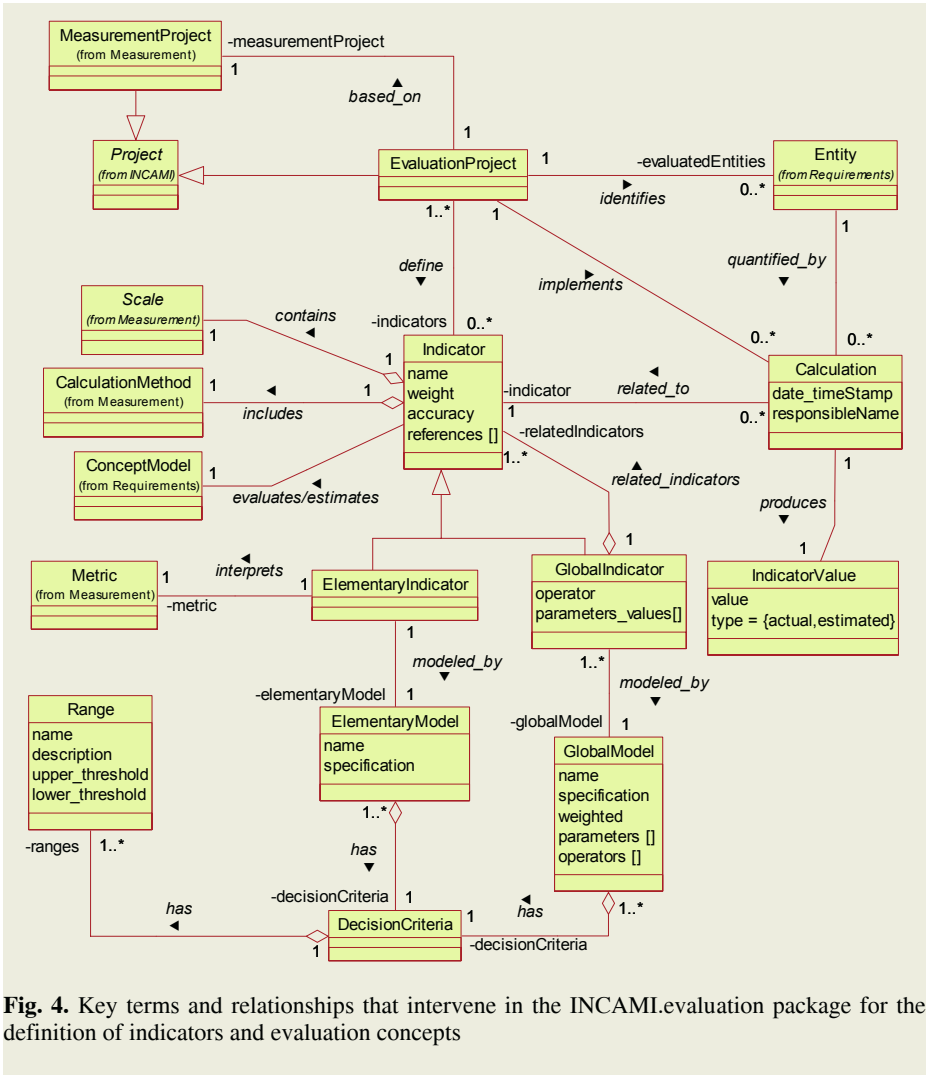 MeasurementProject
(from Measurement)
-measurementProject
1
based_on
1
Project
(from INCAMI)
EvaluationProject
1
-evaluatedEntities
identifies
0..*
Entity
(from Requirements)
1..*
1
1
define
implements
quantified_by
-indicators
0..*
0..*
0..*
Scale
(from Measurement)
1
contains
1
CalculationMethod
(from Measurement)
1
includes
1
ConceptModel
(from Requirements)
1
evaluates/estimates
Indicator
name
weight
accuracy
references []
-indicator
1
related_to
0..*
-relatedIndicators
1..*
related_indicators
Calculation
date_timeStamp
responsibleName
1
produces
1
1
Metric
(from Measurement)
1
interprets
1
-metric
ElementaryIndicator
GlobalIndicator
operator
parameters_values[]
IndicatorValue
value
type = {actual,estimated}
1
modeled_by
-elementaryModel
1
1..*
modeled_by
-globalModel
1
Range
name
description
upper_threshold
lower_threshold
ElementaryModel
name
specification
GlobalModel
name
specification
weighted
parameters []
operators []
-ranges
1..*
1..*
has
-decisionCriteria
1
has
1
DecisionCriteria
1
has
1..*
-decisionCriteria
Fig. 4. Key terms and relationships that intervene in the INCAMI.evaluation package for the
definition of indicators and evaluation concepts